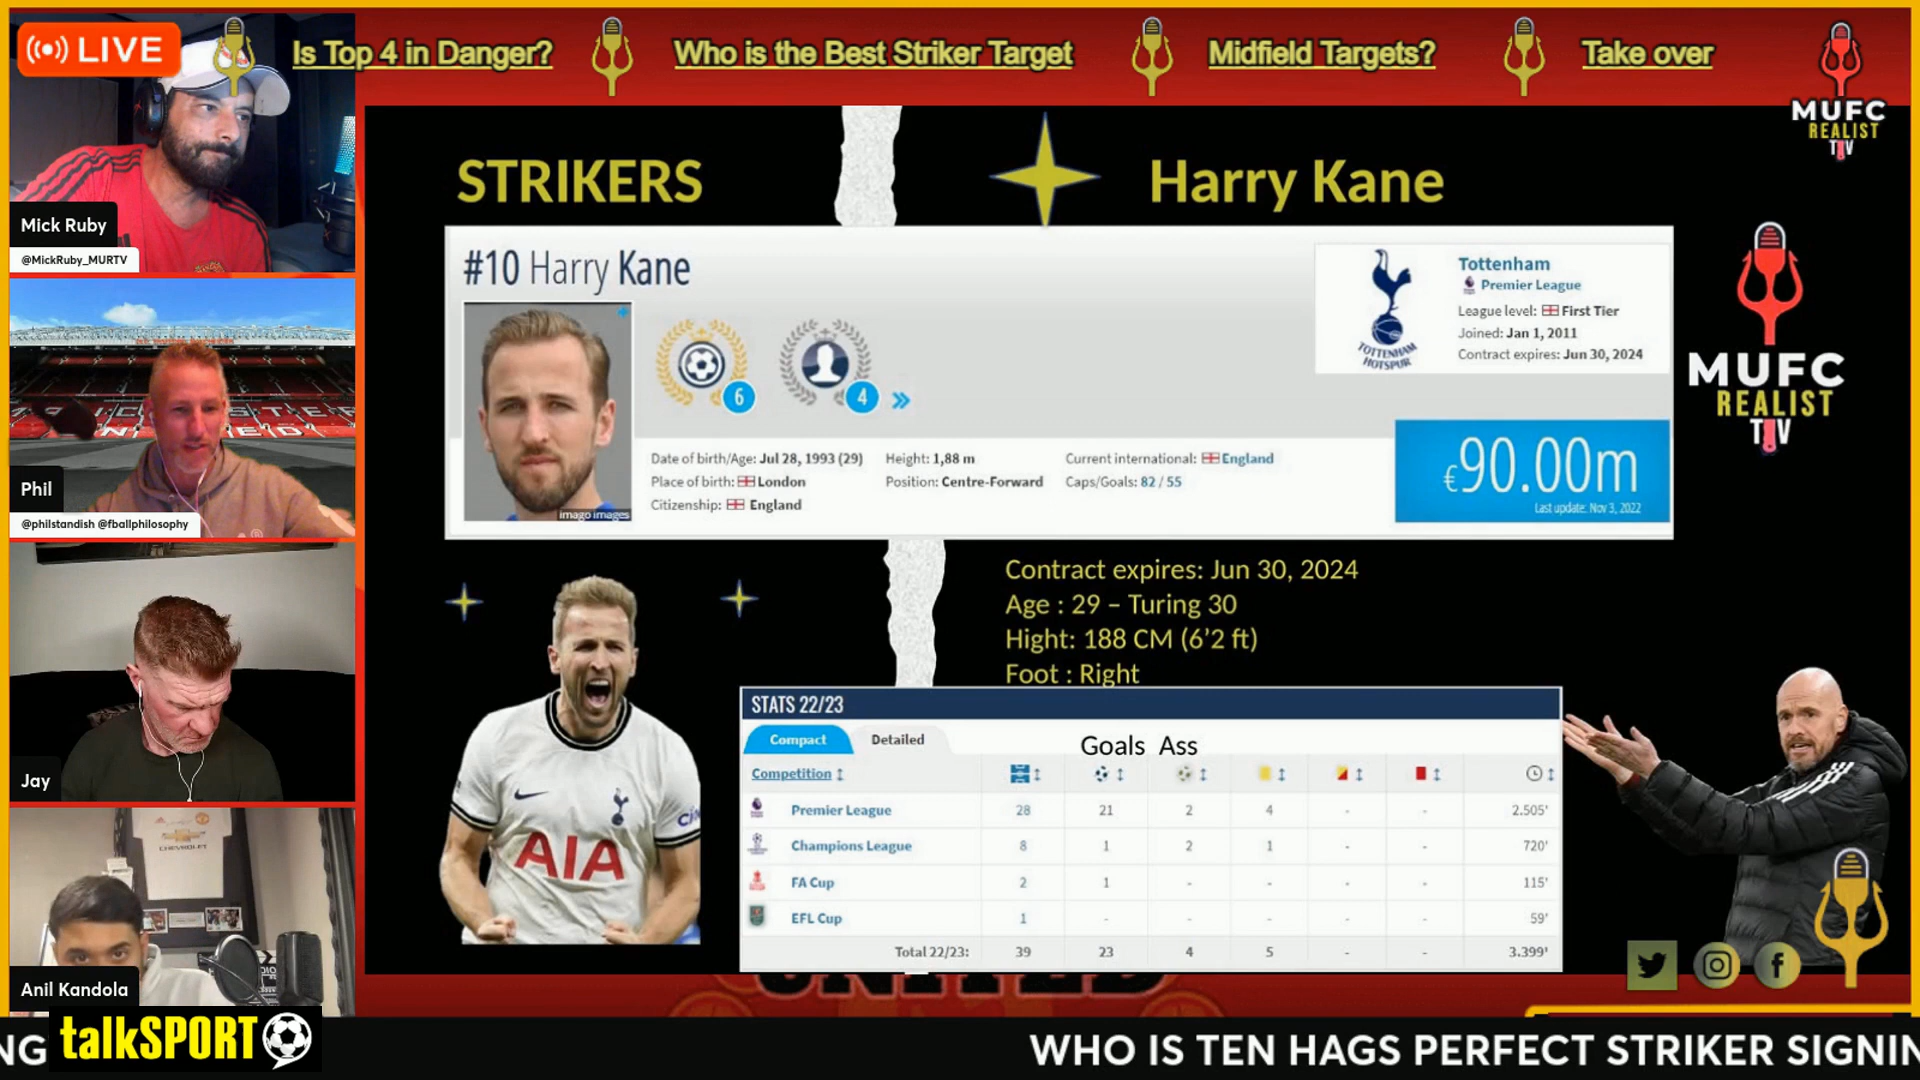 LIVE
Is Top 4 in Danger?
Who is the Best Striker Target
Midfield Targets?
Take over
MUFC
REALIST
TV
Mick Ruby
@MickRuby_MURTV
Phil
@philstandish @fballphilosophy
Jay
CHEVROLET
Anil Kandola
STRIKERS
Harry Kane
#10 Harry Kane
6
4
imago images
Date of birth/Age: Jul 28, 1993 (29)
Place of birth: London
Citizenship: England
Height: 1,88 m
Position: Centre-Forward
Current international: England
Caps/Goals: 82 / 55
TOTTENHAM
HOTSPUR
Tottenham
Premier League
League level: First Tier
Joined: Jan 1, 2011
Contract expires: Jun 30, 2024
€90.00m
Last update: Nov 3, 2022
MUFC
REALIST
TV
Contract expires: Jun 30, 2024
Age : 29 – Turing 30
Hight: 188 CM (6’2 ft)
Foot : Right
AIA
STATS 22/23
Compact Detailed
Goals Ass
Competition
Premier League 28 21 2 4 - - 2.505'
Champions League 8 1 2 1 - - 720'
FA Cup 2 1 - - - - 115'
EFL Cup 1 - - - - - 59'
Total 22/23: 39 23 4 5 - - 3.399'
UNITED
NG
talkSPORT
WHO IS TEN HAGS PERFECT STRIKER SIGNIN